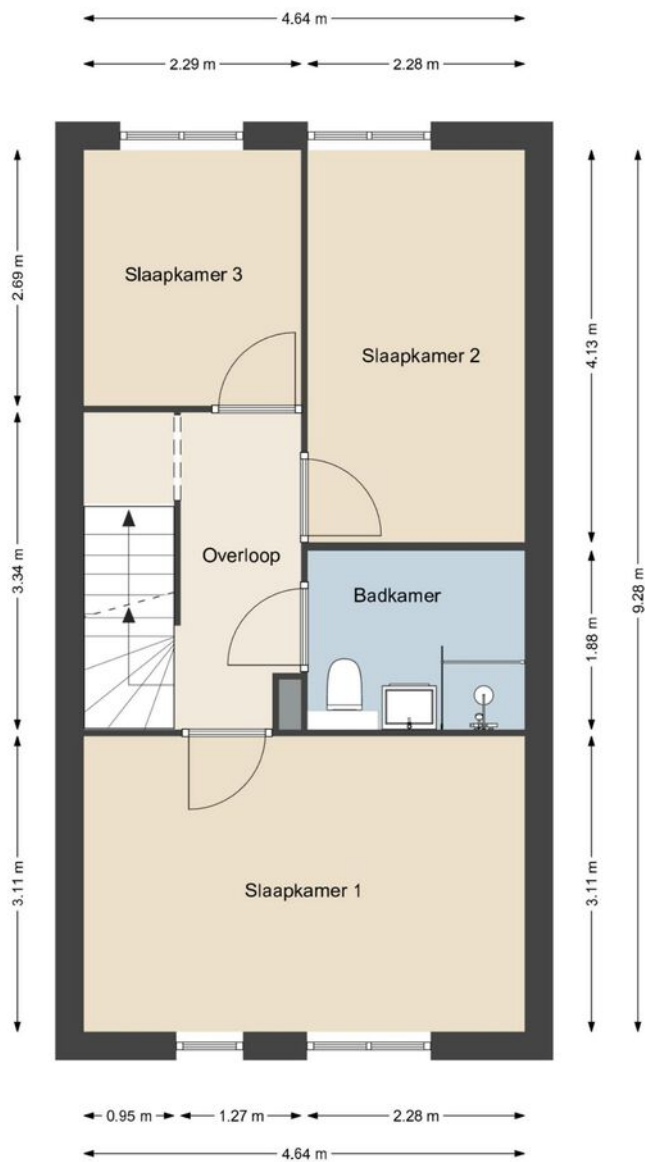 4.64 m
2.29 m
2.28 m
Slaapkamer 3
2.69 m
Slaapkamer 2
4.13 m
9.28 m
3.34 m
Overloop
Badkamer
1.88 m
Slaapkamer 1
3.11 m
3.11 m
0.95 m
1.27 m
2.28 m
4.64 m